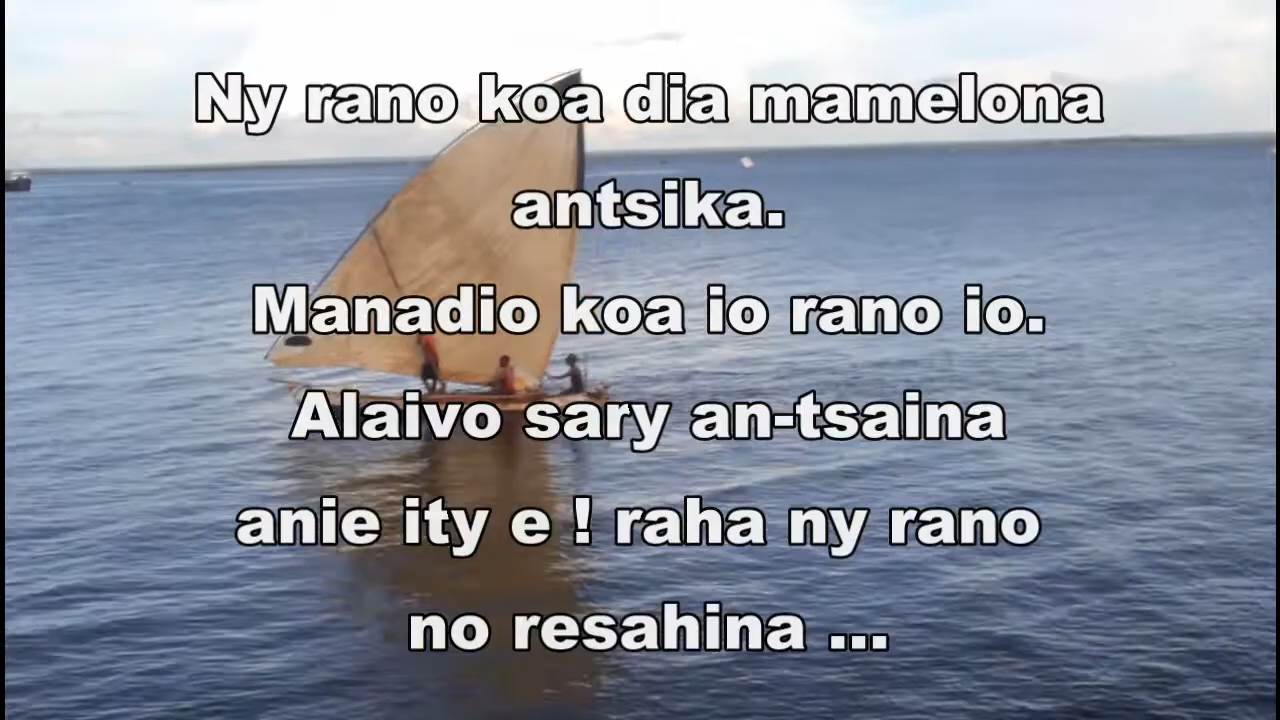 Ny rano koa dia mamelona
antsika.
Manadio koa io rano io.
Alaivo sary an-tsaina
anie ity e ! raha ny rano
no resahina ...